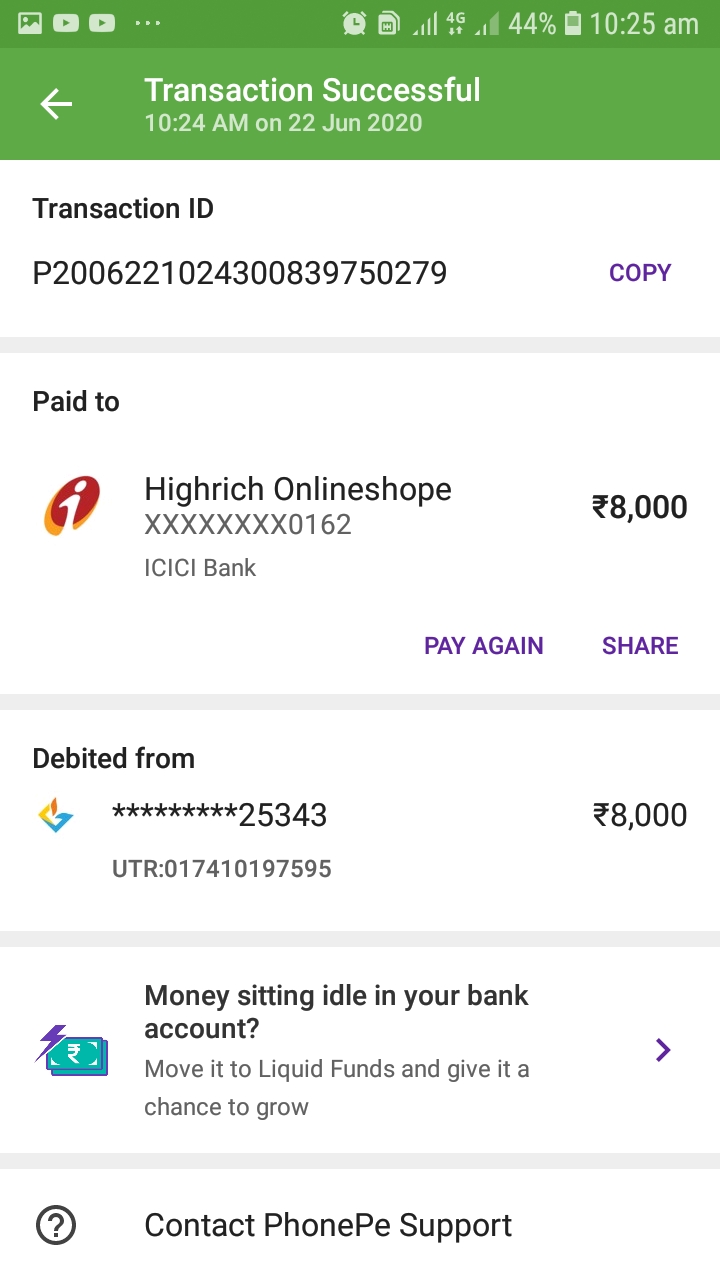 4G 44% 10:25 am
Transaction Successful
10:24 AM on 22 Jun 2020
Transaction ID
P2006221024300839750279 COPY
Paid to
Highrich Onlineshope ₹8,000
XXXXXXXX0162
ICICI Bank
PAY AGAIN SHARE
Debited from
*********25343 ₹8,000
UTR:017410197595
Money sitting idle in your bank
account?
Move it to Liquid Funds and give it a
chance to grow
Contact PhonePe Support